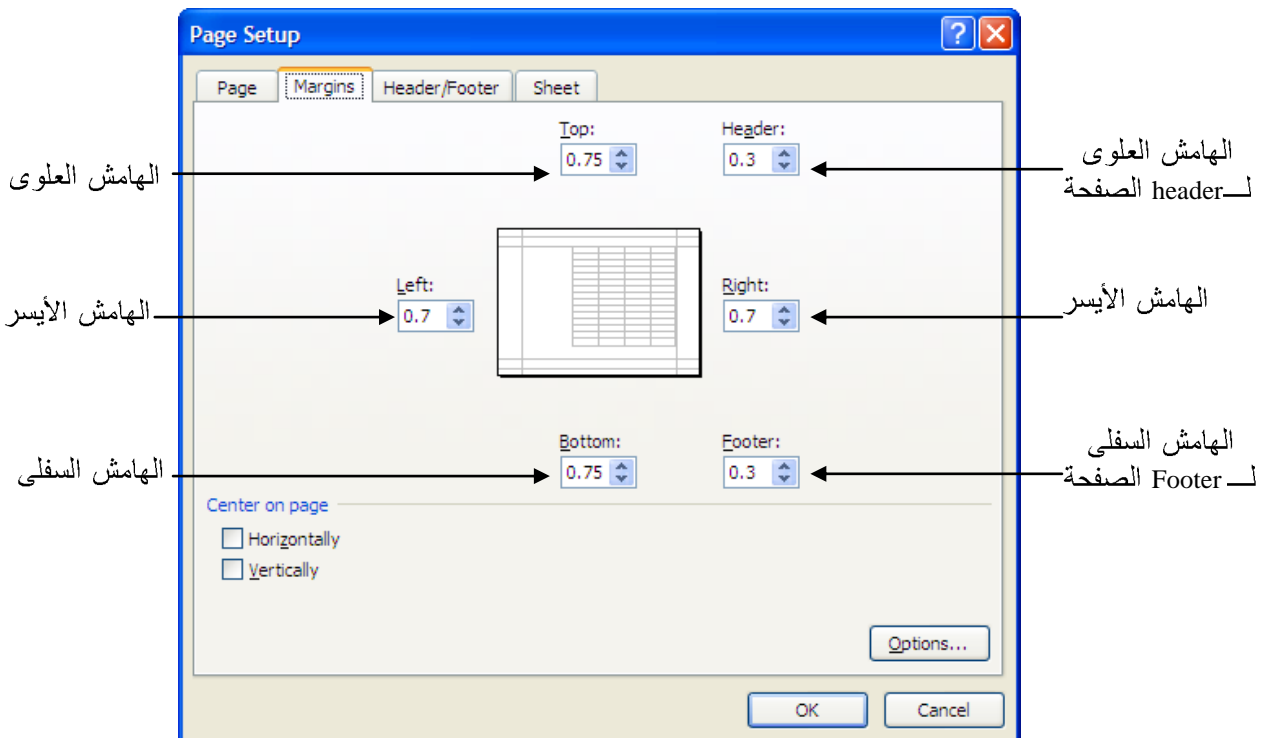 Page Setup
Page Margins Header/Footer Sheet
Top: Header:
0.75 0.3
الهامش العلوى
الهامش العلوى
لـــheader الصفحة
Left: Right:
0.7 0.7
الهامش الأيسر
الهامش الأيسر
Bottom: Footer:
0.75 0.3
الهامش السفلى
الهامش السفلى
لـــ Footer الصفحة
Center on page
Horizontally
Vertically
Options...
OK Cancel